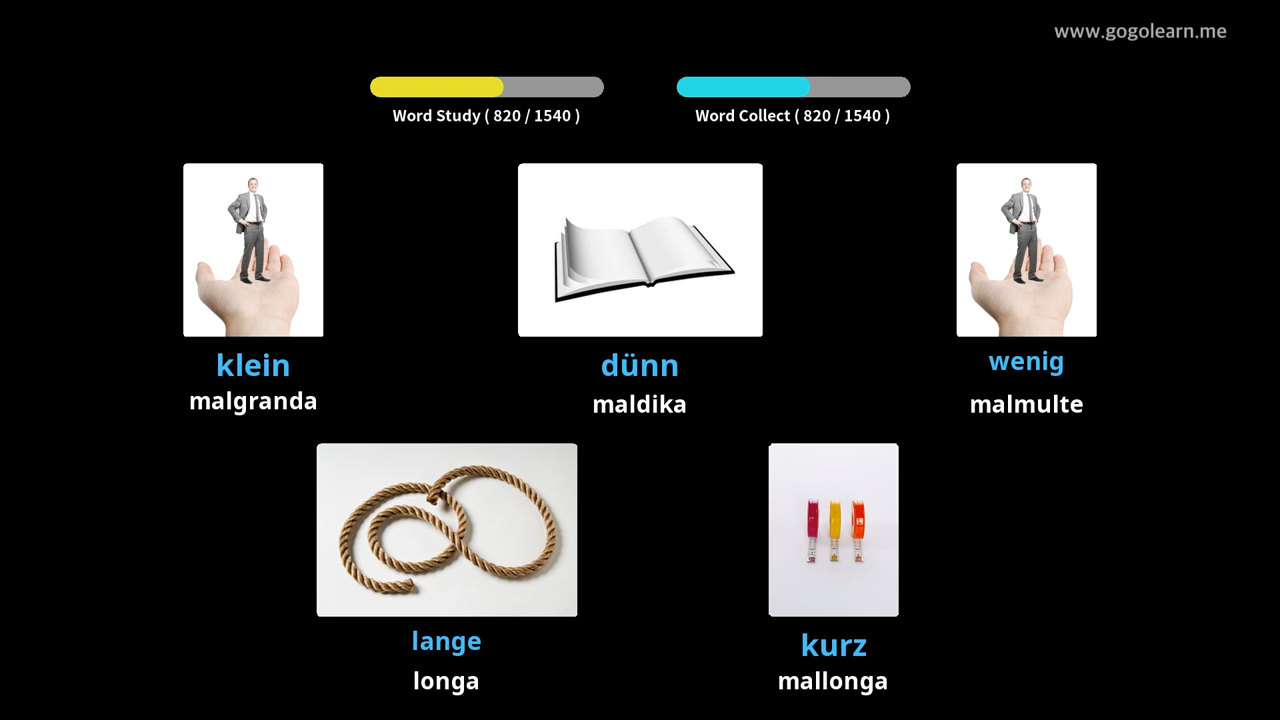 www.gogolearn.me
Word Study ( 820 / 1540 )
Word Collect ( 820 / 1540 )
klein
malgranda
dünn
maldika
wenig
malmulte
lange
longa
kurz
mallonga